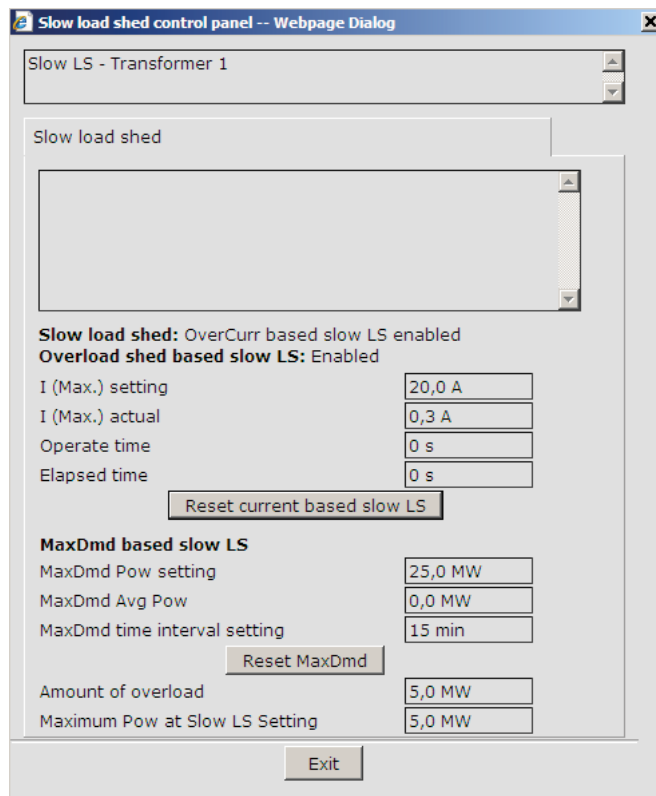 Slow load shed control panel -- Webpage Dialog
Slow LS - Transformer 1
Slow load shed
Slow load shed: OverCurr based slow LS enabled
Overload shed based slow LS: Enabled
I (Max.) setting 20,0 A
I (Max.) actual 0,3 A
Operate time 0 s
Elapsed time 0 s
Reset current based slow LS
MaxDmd based slow LS
MaxDmd Pow setting 25,0 MW
MaxDmd Avg Pow 0,0 MW
MaxDmd time interval setting 15 min
Reset MaxDmd
Amount of overload 5,0 MW
Maximum Pow at Slow LS Setting 5,0 MW
Exit